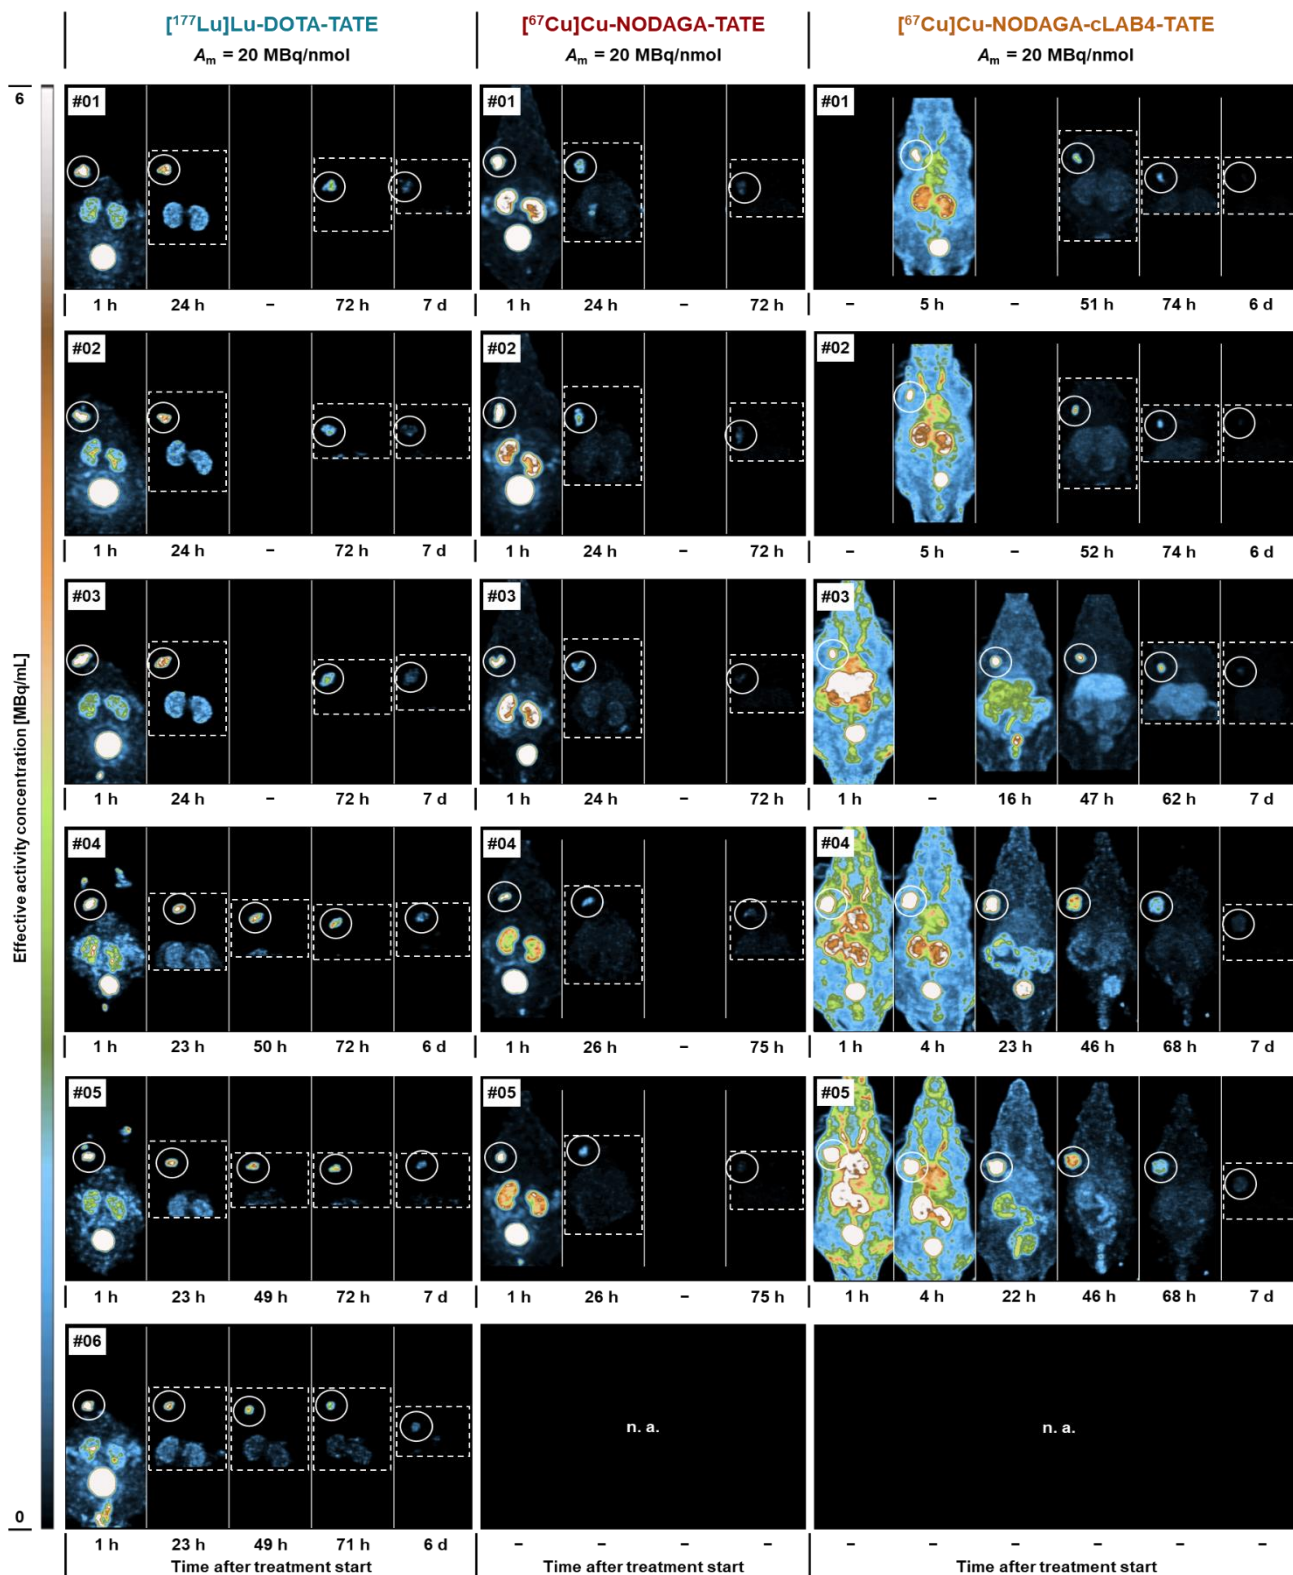 [¹⁷⁷Lu]Lu-DOTA-TATE [⁶⁷Cu]Cu-NODAGA-TATE [⁶⁷Cu]Cu-NODAGA-cLAB4-TATE
Am = 20 MBq/nmol Am = 20 MBq/nmol Am = 20 MBq/nmol
6
Effective activity concentration [MBq/mL]
0
#01 #01 #01
1 h 24 h – 72 h 7 d 1 h 24 h – 72 h – 5 h – 51 h 74 h 6 d
#02 #02 #02
1 h 24 h – 72 h 7 d 1 h 24 h – 72 h – 5 h – 52 h 74 h 6 d
#03 #03 #03
1 h 24 h – 72 h 7 d 1 h 24 h – 72 h 1 h – 16 h 47 h 62 h 7 d
#04 #04 #04
1 h 23 h 50 h 72 h 6 d 1 h 26 h – 75 h 1 h 4 h 23 h 46 h 68 h 7 d
#05 #05 #05
1 h 23 h 49 h 72 h 7 d 1 h 26 h – 75 h 1 h 4 h 22 h 46 h 68 h 7 d
#06
n. a. n. a.
1 h 23 h 49 h 71 h 6 d – – – – – – – – – –
Time after treatment start Time after treatment start Time after treatment start